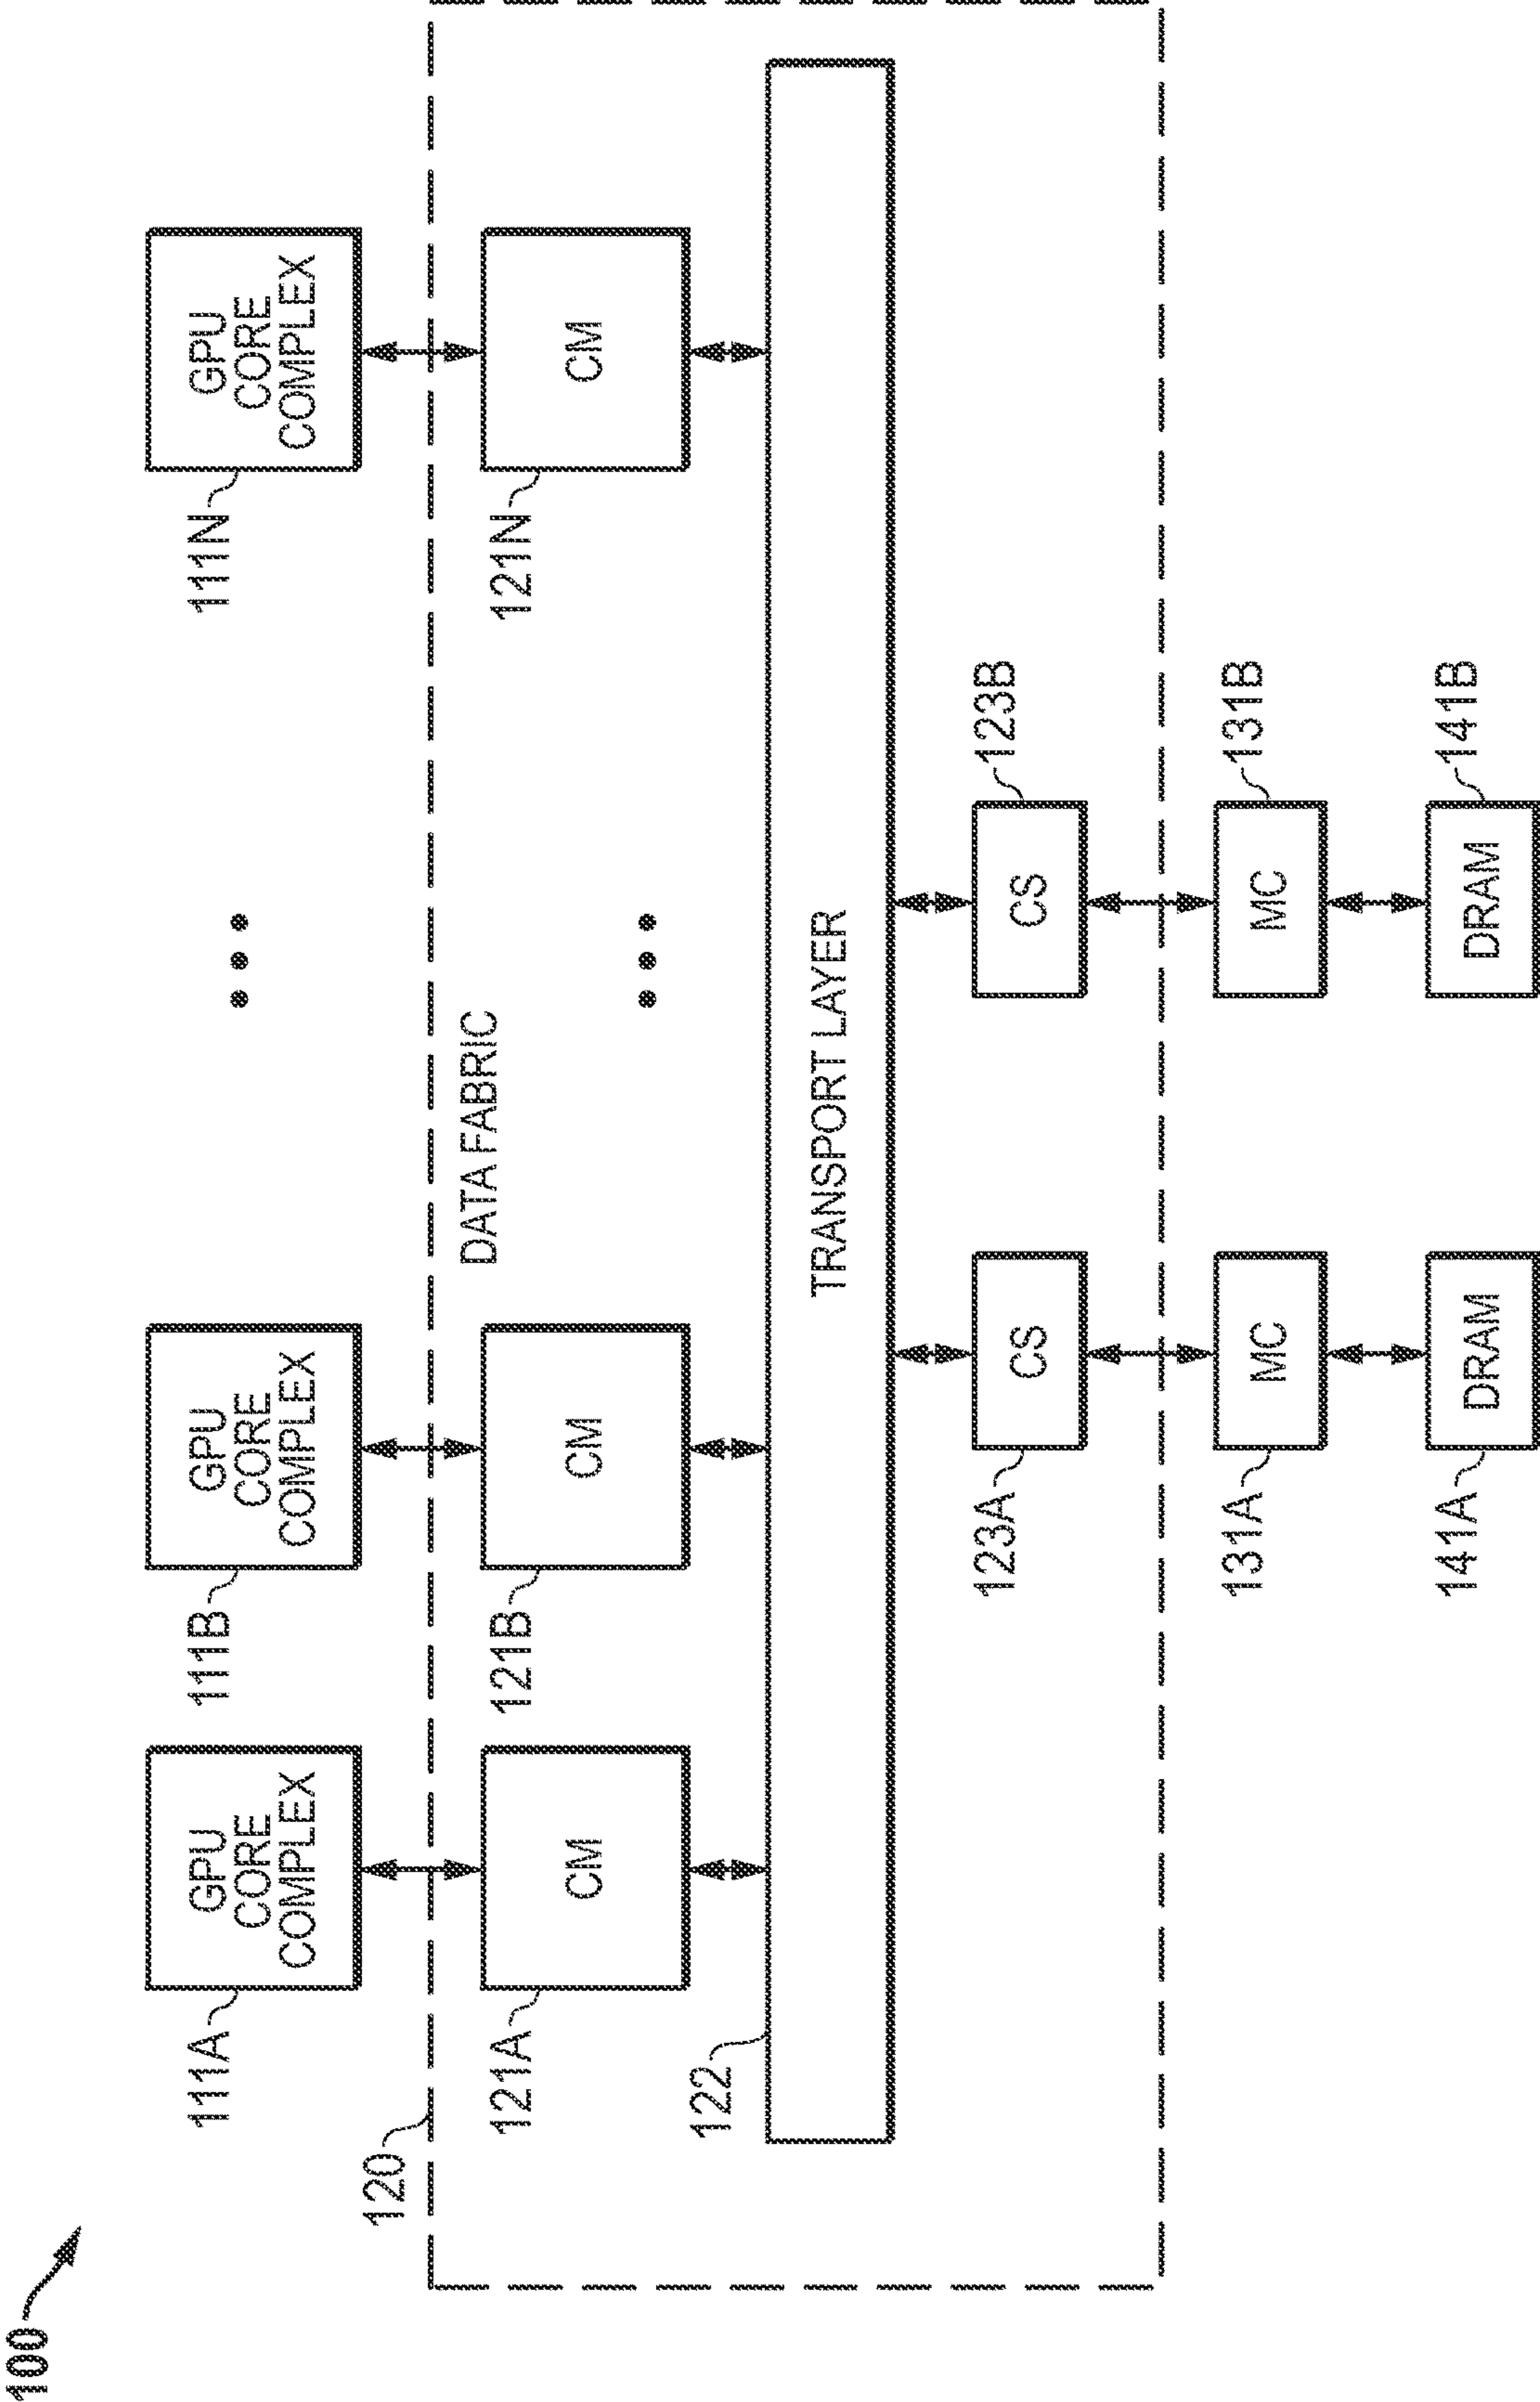 100
111A
GPU
CORE
COMPLEX
111B
GPU
CORE
COMPLEX
• • •
111N
GPU
CORE
COMPLEX
120
DATA FABRIC
121A
CM
121B
CM
• • •
121N
CM
122
TRANSPORT LAYER
123A
CS
CS
123B
131A
MC
MC
131B
141A
DRAM
DRAM
141B